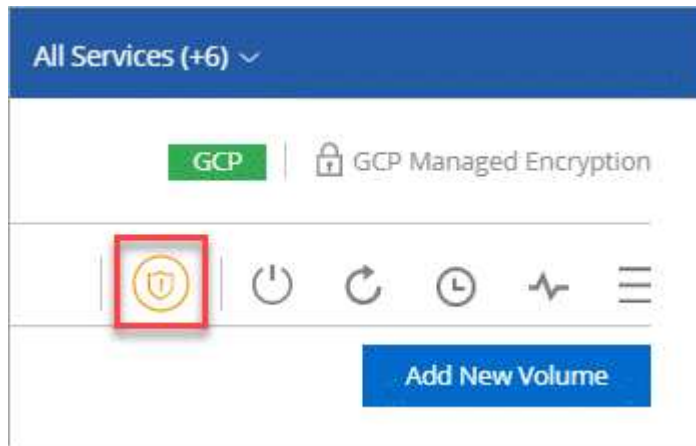 All Services (+6)
GCP GCP Managed Encryption
Add New Volume